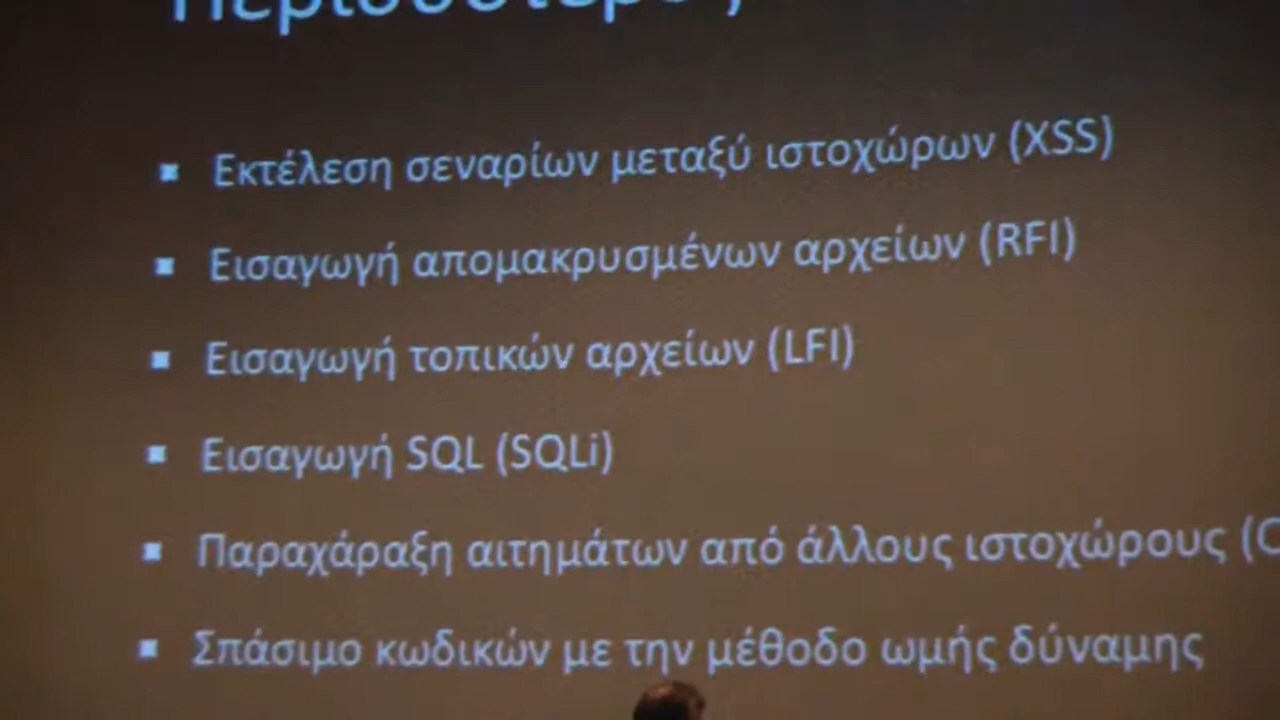 Εκτέλεση σεναρίων μεταξύ ιστοχώρων (XSS)
Εισαγωγή απομακρυσμένων αρχείων (RFI)
Εισαγωγή τοπικών αρχείων (LFI)
Εισαγωγή SQL (SQLi)
Παραχάραξη αιτημάτων από άλλους ιστοχώρους (C
Σπάσιμο κωδικών με την μέθοδο ωμής δύναμης